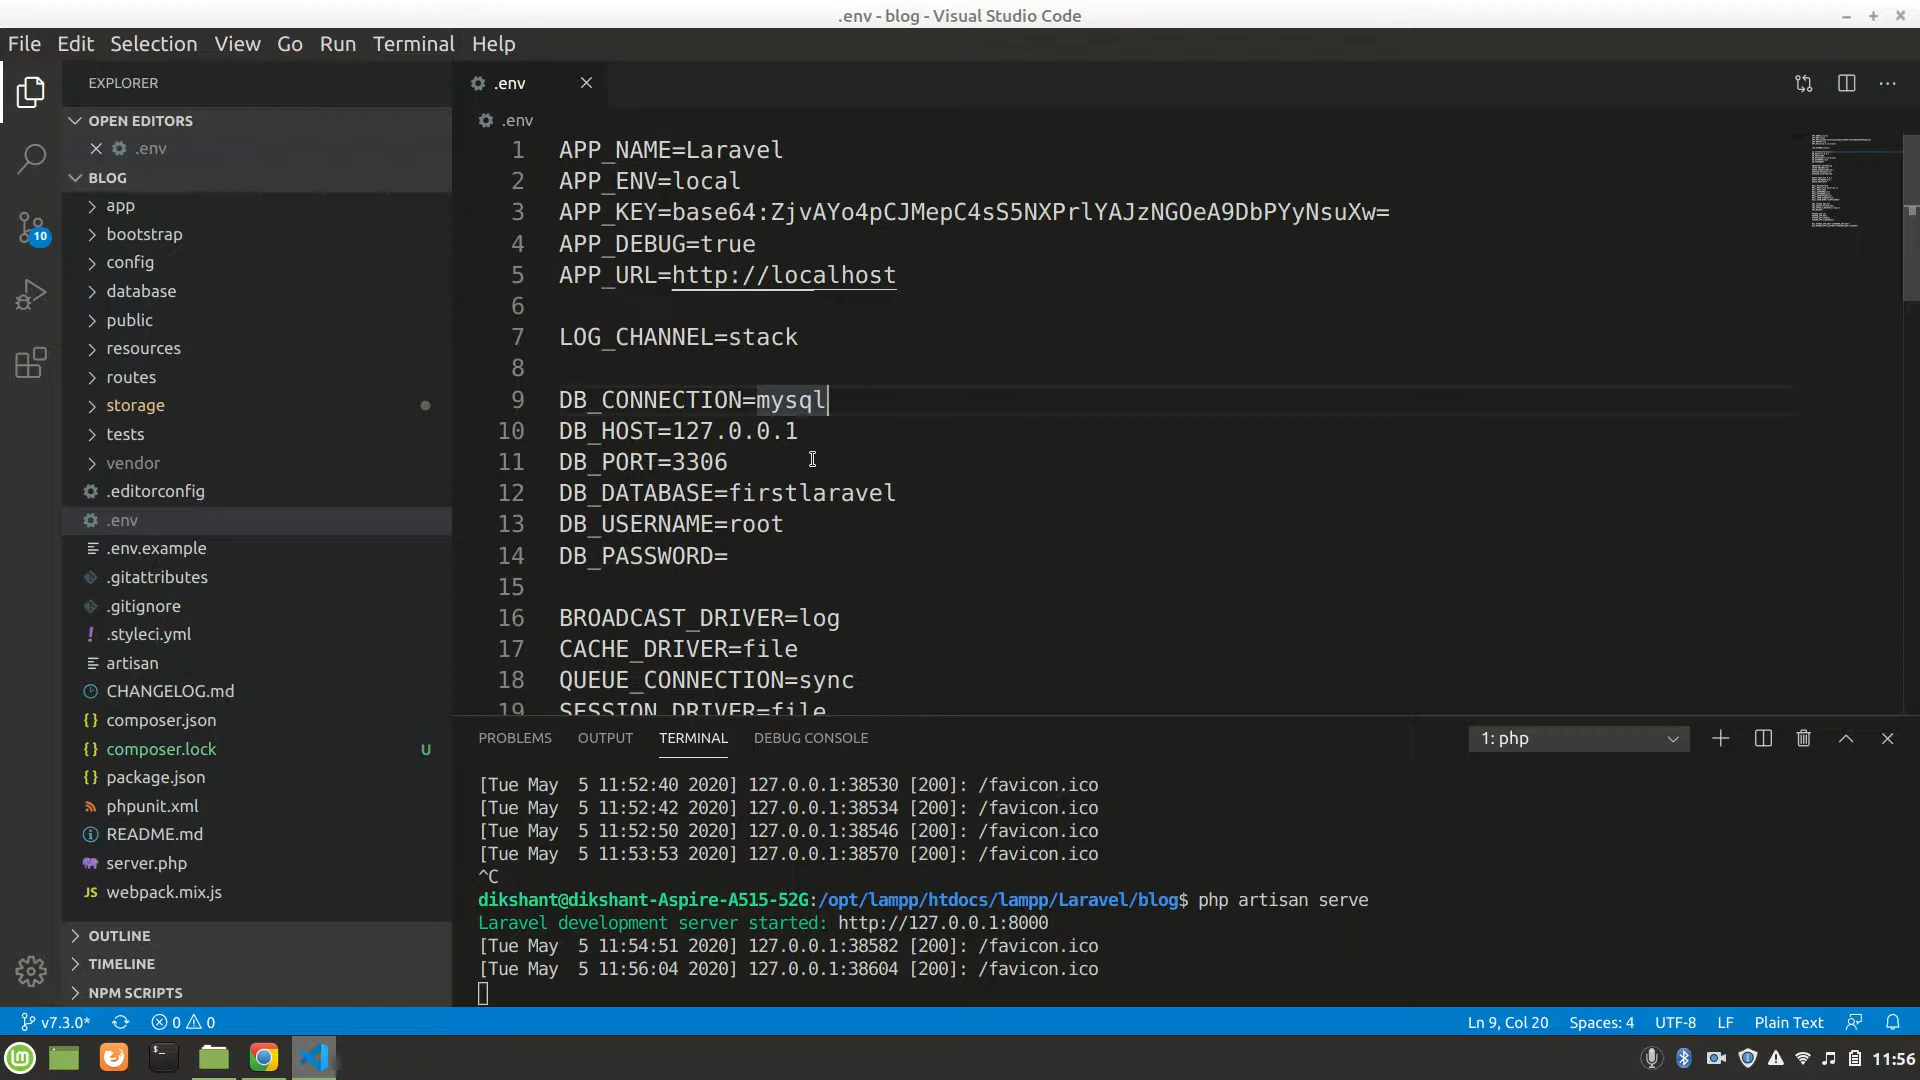 .env - blog - Visual Studio Code
File Edit Selection View Go Run Terminal Help
EXPLORER
OPEN EDITORS
.env
BLOG
app
bootstrap
config
database
public
resources
routes
storage
tests
vendor
.editorconfig
.env
.env.example
.gitattributes
.gitignore
.styleci.yml
artisan
CHANGELOG.md
composer.json
composer.lock U
package.json
phpunit.xml
README.md
server.php
JS webpack.mix.js
OUTLINE
TIMELINE
NPM SCRIPTS
10
.env
.env
1 APP_NAME=Laravel
2 APP_ENV=local
3 APP_KEY=base64:ZjvAYo4pCJMepC4sS5NXPrlYAJzNGOeA9DbPYyNsuXw=
4 APP_DEBUG=true
5 APP_URL=http://localhost
6
7 LOG_CHANNEL=stack
8
9 DB_CONNECTION=mysql
10 DB_HOST=127.0.0.1
11 DB_PORT=3306
12 DB_DATABASE=firstlaravel
13 DB_USERNAME=root
14 DB_PASSWORD=
15
16 BROADCAST_DRIVER=log
17 CACHE_DRIVER=file
18 QUEUE_CONNECTION=sync
19 SESSION_DRIVER=file
PROBLEMS OUTPUT TERMINAL DEBUG CONSOLE 1: php
[Tue May  5 11:52:40 2020] 127.0.0.1:38530 [200]: /favicon.ico
[Tue May  5 11:52:42 2020] 127.0.0.1:38534 [200]: /favicon.ico
[Tue May  5 11:52:50 2020] 127.0.0.1:38546 [200]: /favicon.ico
[Tue May  5 11:53:53 2020] 127.0.0.1:38570 [200]: /favicon.ico
^C
dikshant@dikshant-Aspire-A515-52G:/opt/lampp/htdocs/lampp/Laravel/blog$ php artisan serve
Laravel development server started: http://127.0.0.1:8000
[Tue May  5 11:54:51 2020] 127.0.0.1:38582 [200]: /favicon.ico
[Tue May  5 11:56:04 2020] 127.0.0.1:38604 [200]: /favicon.ico
v7.3.0* 0 0 Ln 9, Col 20 Spaces: 4 UTF-8 LF Plain Text
11:56